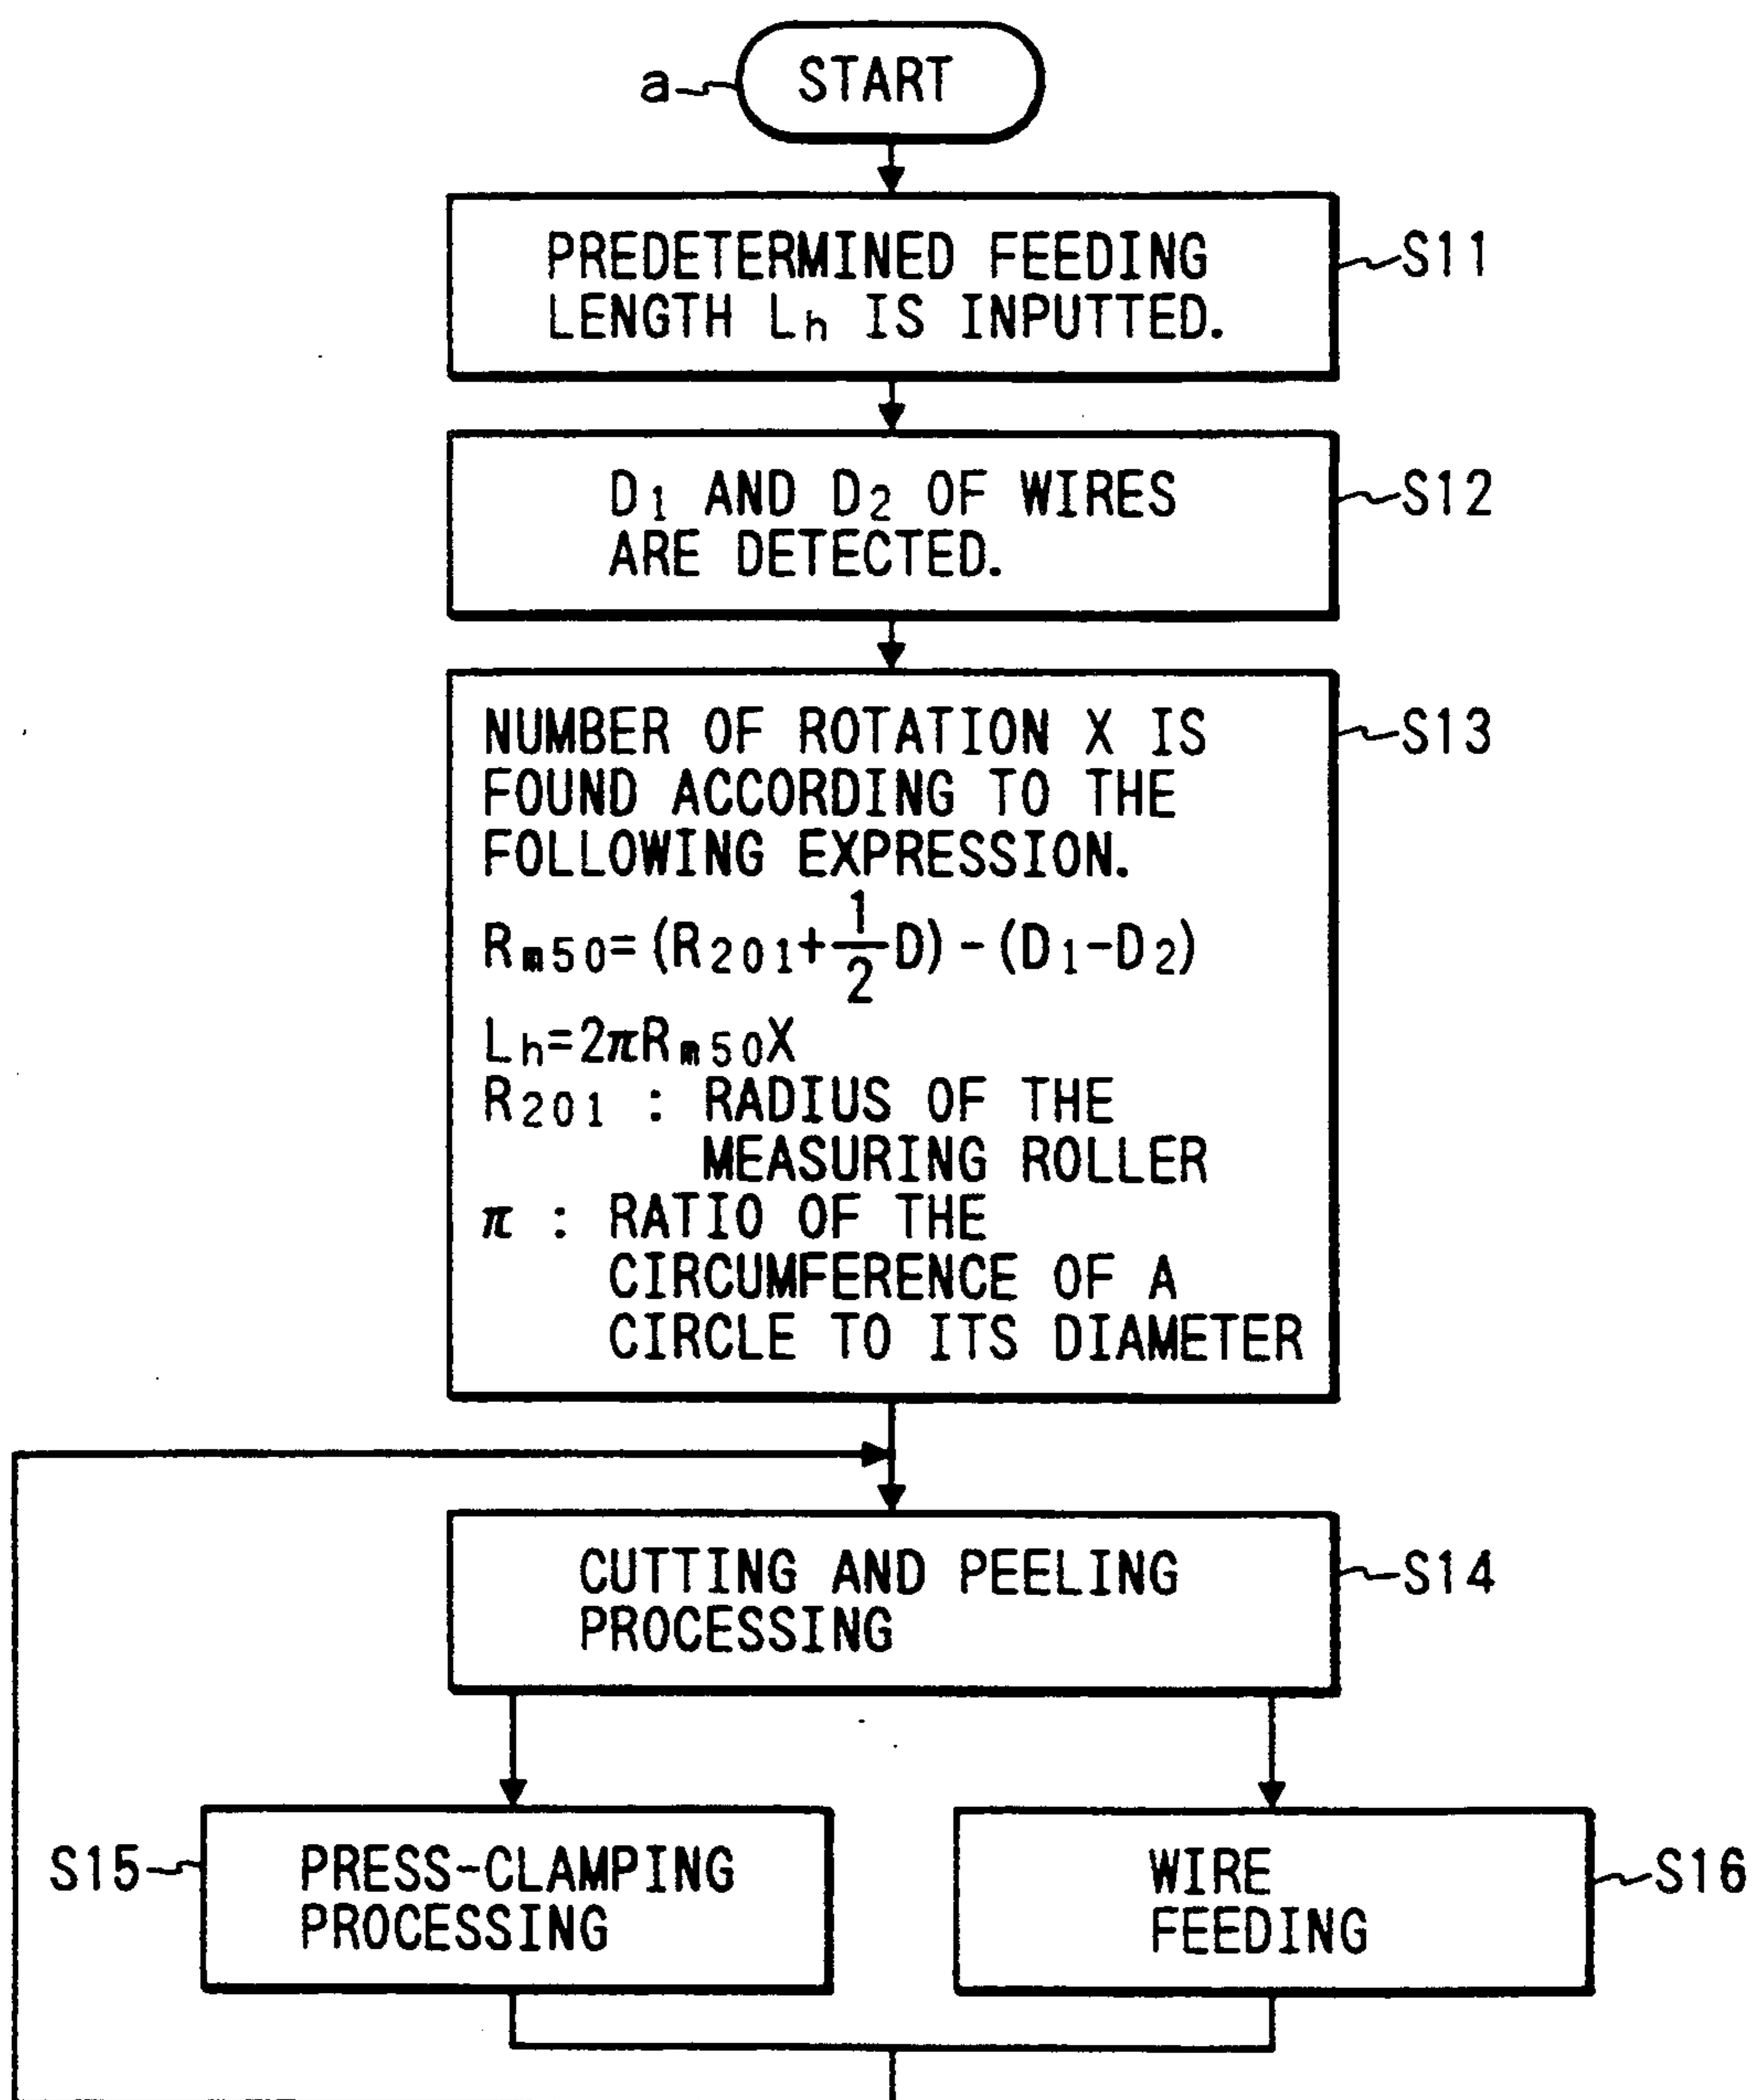 a
START
PREDETERMINED FEEDING
LENGTH Lh IS INPUTTED.
S11
D1 AND D2 OF WIRES
ARE DETECTED.
S12
NUMBER OF ROTATION X IS
FOUND ACCORDING TO THE
FOLLOWING EXPRESSION.
Rm50=(R201+1/2D)-(D1-D2)
Lh=2πRm50X
R201 : RADIUS OF THE
MEASURING ROLLER
π : RATIO OF THE
CIRCUMFERENCE OF A
CIRCLE TO ITS DIAMETER
S13
CUTTING AND PEELING
PROCESSING
S14
S15
PRESS-CLAMPING
PROCESSING
WIRE
FEEDING
S16